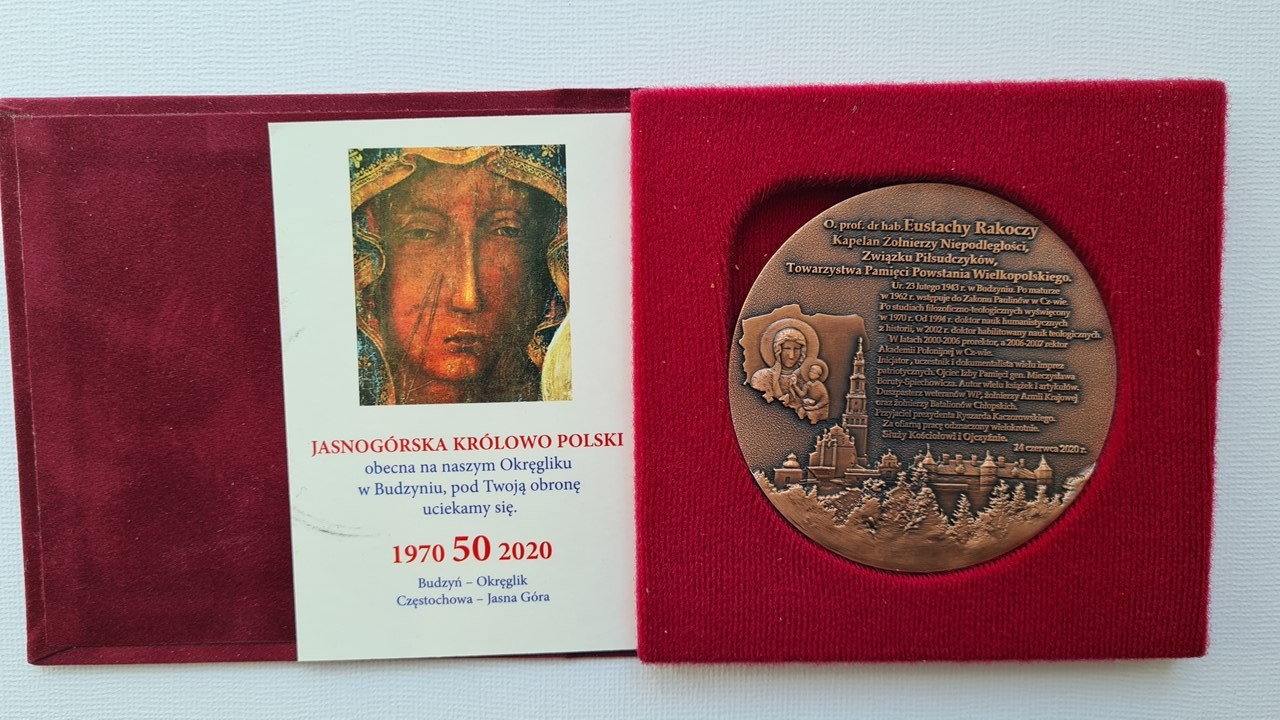 JASNOGÓRSKA KRÓLOWO POLSKI
obecna na naszym Okręgliku
w Budzyniu, pod Twoją obronę
uciekamy się.
1970 50 2020
Budzyń – Okręglik
Częstochowa – Jasna Góra
O. prof. dr hab. Eustachy Rakoczy
Kapelan Żołnierzy Niepodległości,
Związku Piłsudczyków,
Towarzystwa Pamięci Powstania Wielkopolskiego.
Ur. 23 lutego 1943 r. w Budzyniu. Po maturze
w 1962 r. wstępuje do Zakonu Paulinów w Cz-wie.
Po studiach filozoficzno-teologicznych wyświęcony
w 1970 r. Od 1994 r. doktor nauk humanistycznych
z historii, w 2002 r. doktor habilitowany nauk teologicznych.
W latach 2000-2006 prorektor, a 2006-2007 rektor
Akademii Polonijnej w Cz-wie.
Inicjator, uczestnik i dokumentalista wielu imprez
patriotycznych. Ojciec Izby Pamięci gen. Mieczysława
Boruty-Spiechowicza. Autor wielu książek i artykułów.
Duszpasterz weteranów WP, żołnierzy Armii Krajowej
oraz żołnierzy Batalionów Chłopskich.
Przyjaciel prezydenta Ryszarda Kaczorowskiego.
Za ofiarną pracę odznaczony wielokrotnie.
Służy Kościołowi i Ojczyźnie.
14 czerwca 2020 r.